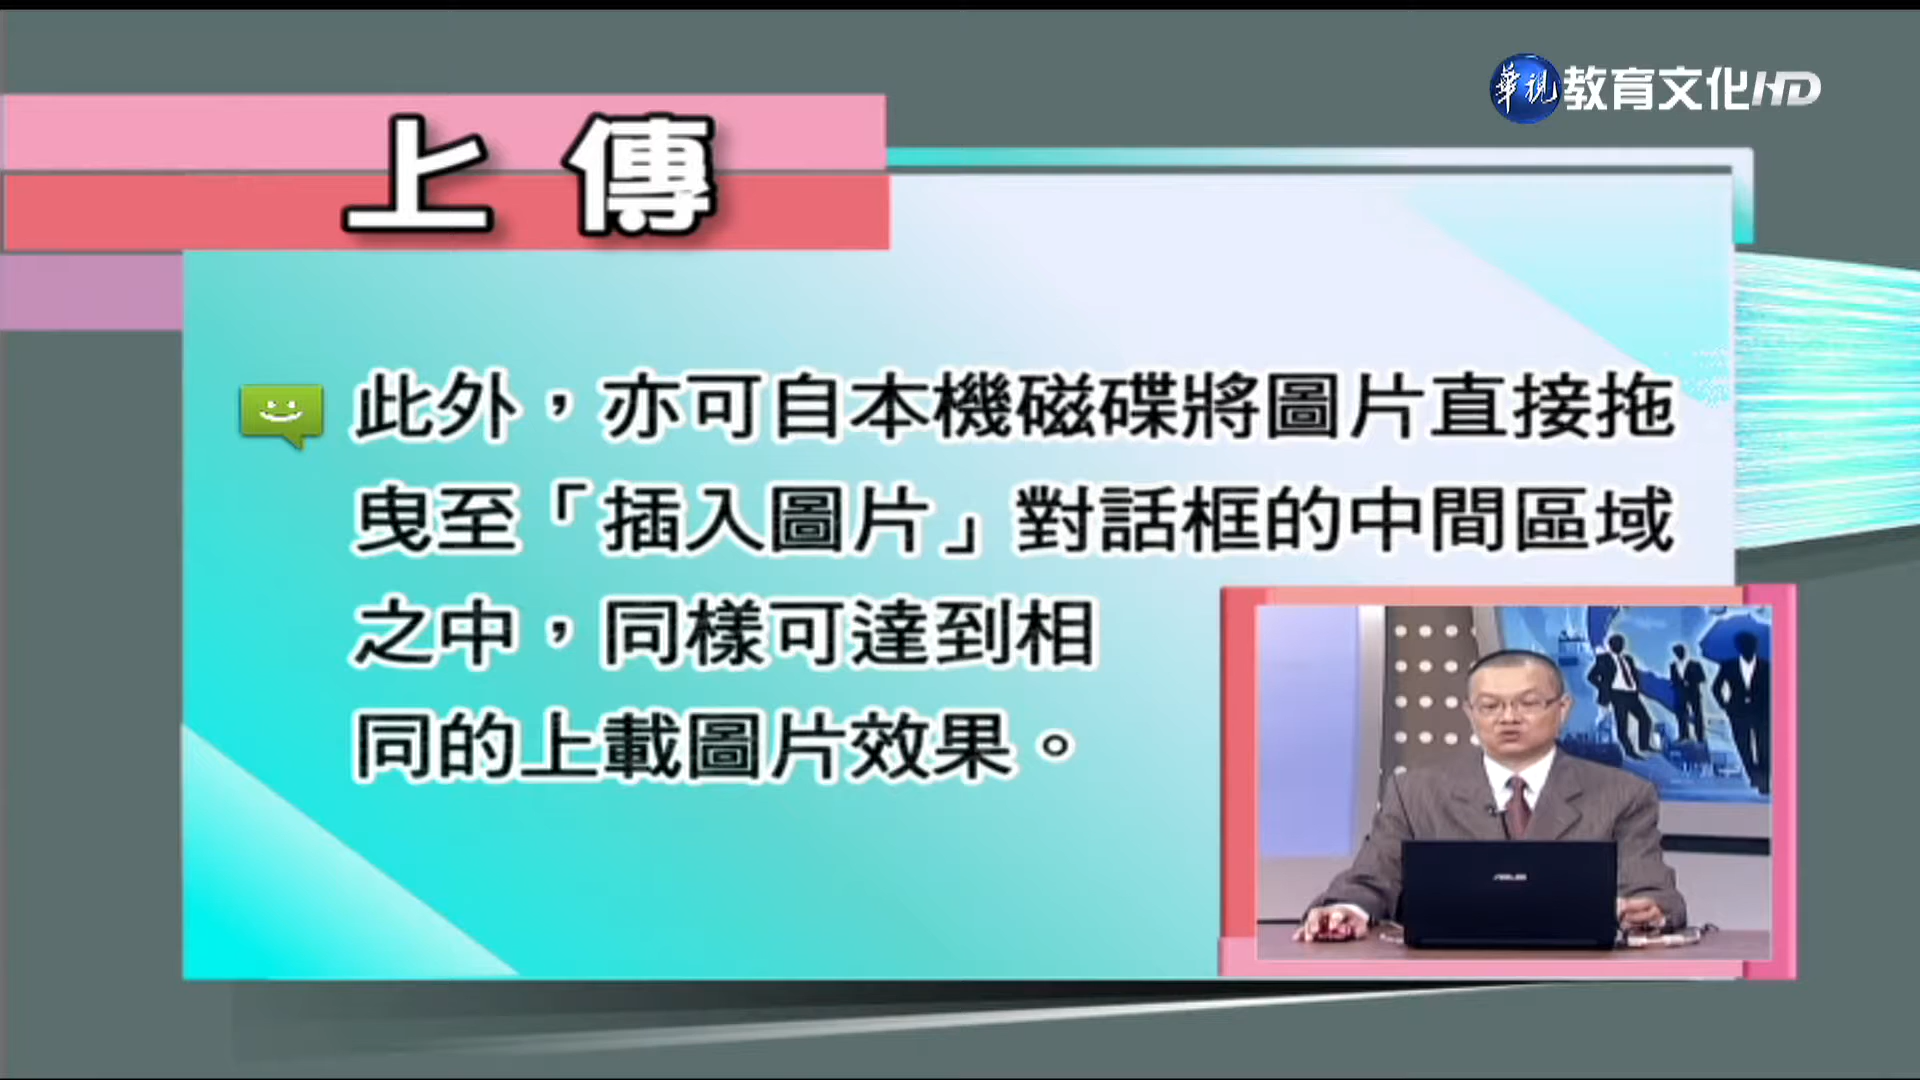 華視 教育文化HD
上傳
此外，亦可自本機磁碟將圖片直接拖
曳至「插入圖片」對話框的中間區域
之中，同樣可達到相
同的上載圖片效果。
ASUS